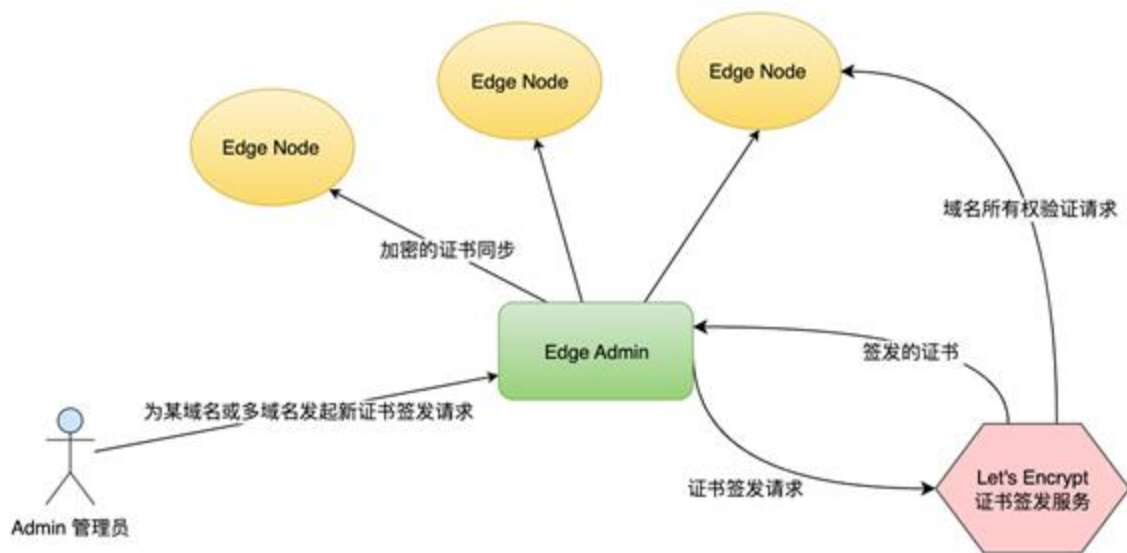 Edge Node
Edge Node
Edge Node
域名所有权验证请求
加密的证书同步
Edge Admin
签发的证书
为某域名或多域名发起新证书签发请求
证书签发请求
Let's Encrypt
证书签发服务
Admin 管理员